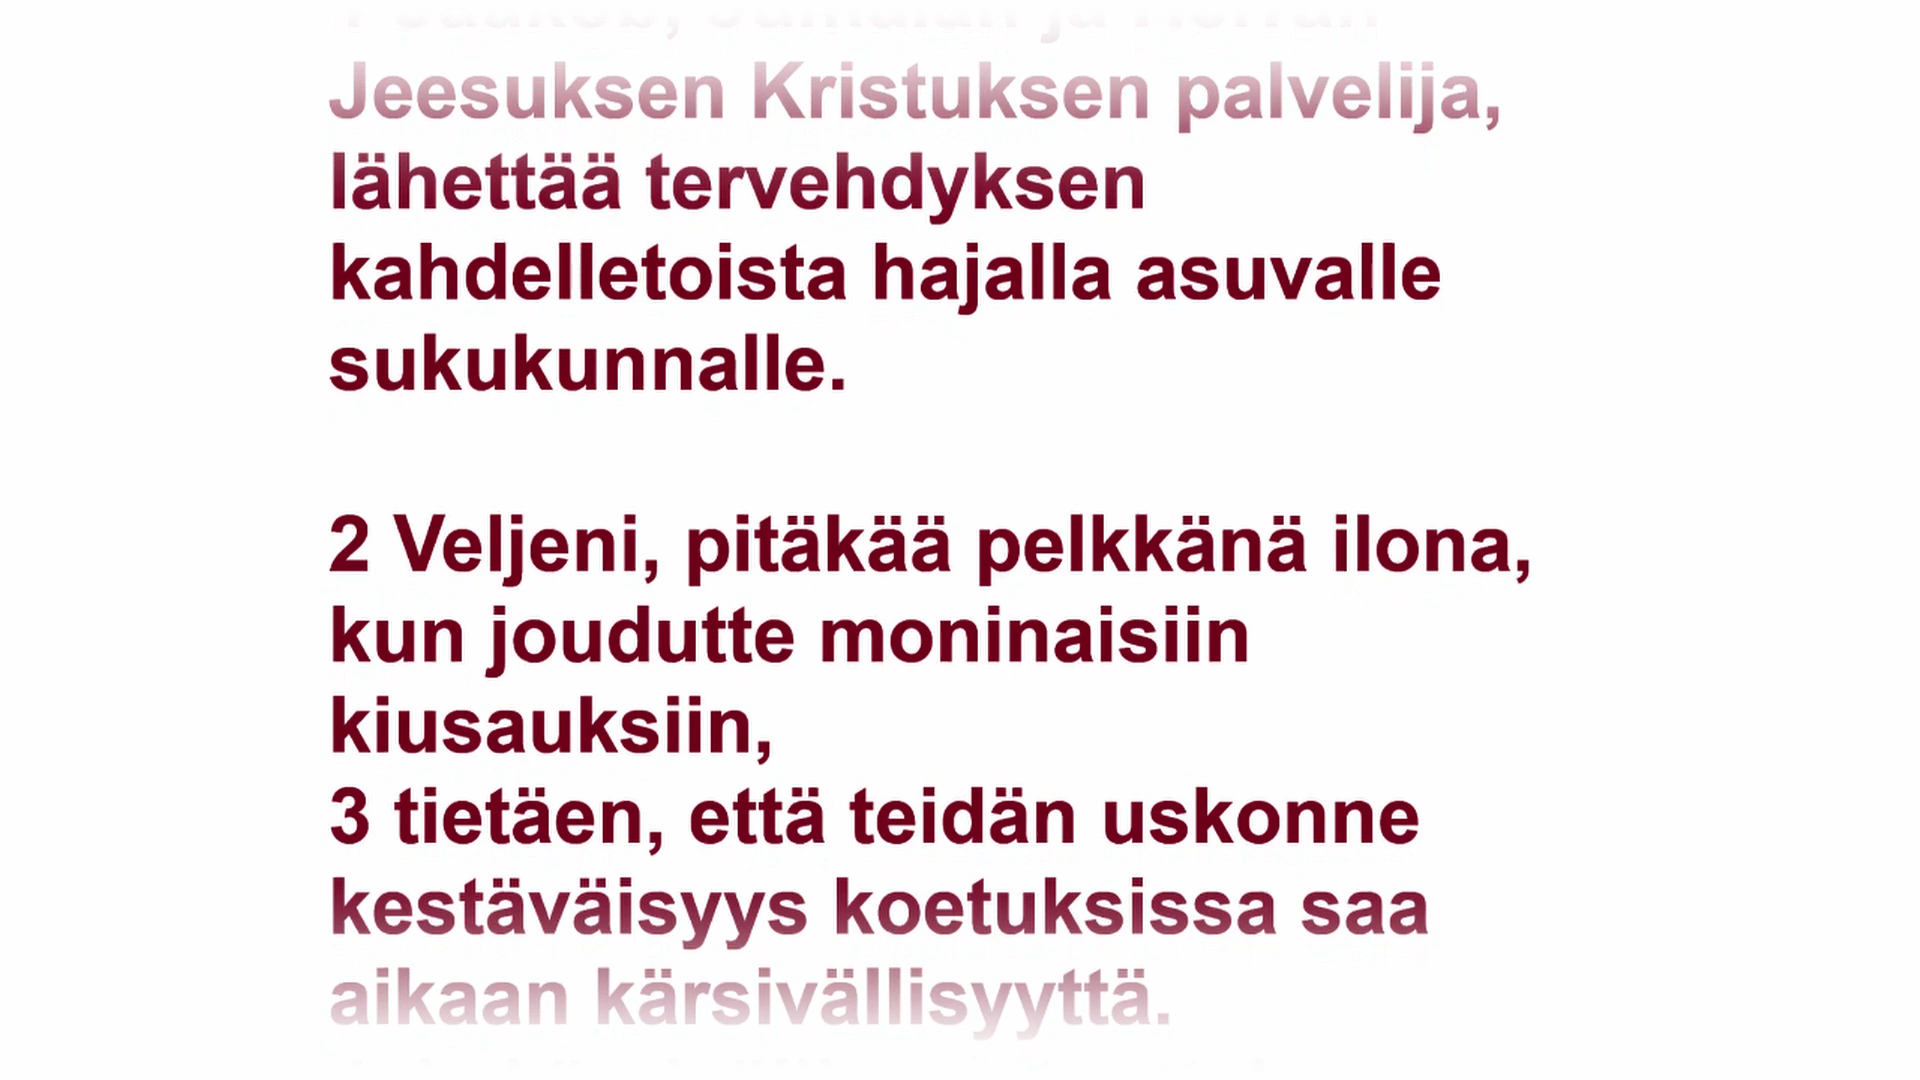 Jeesuksen Kristuksen palvelija,
lähettää tervehdyksen
kahdelletoista hajalla asuvalle
sukukunnalle.
2 Veljeni, pitäkää pelkkänä ilona,
kun joudutte moninaisiin
kiusauksiin,
3 tietäen, että teidän uskonne
kestäväisyys koetuksissa saa
aikaan kärsivällisyyttä.